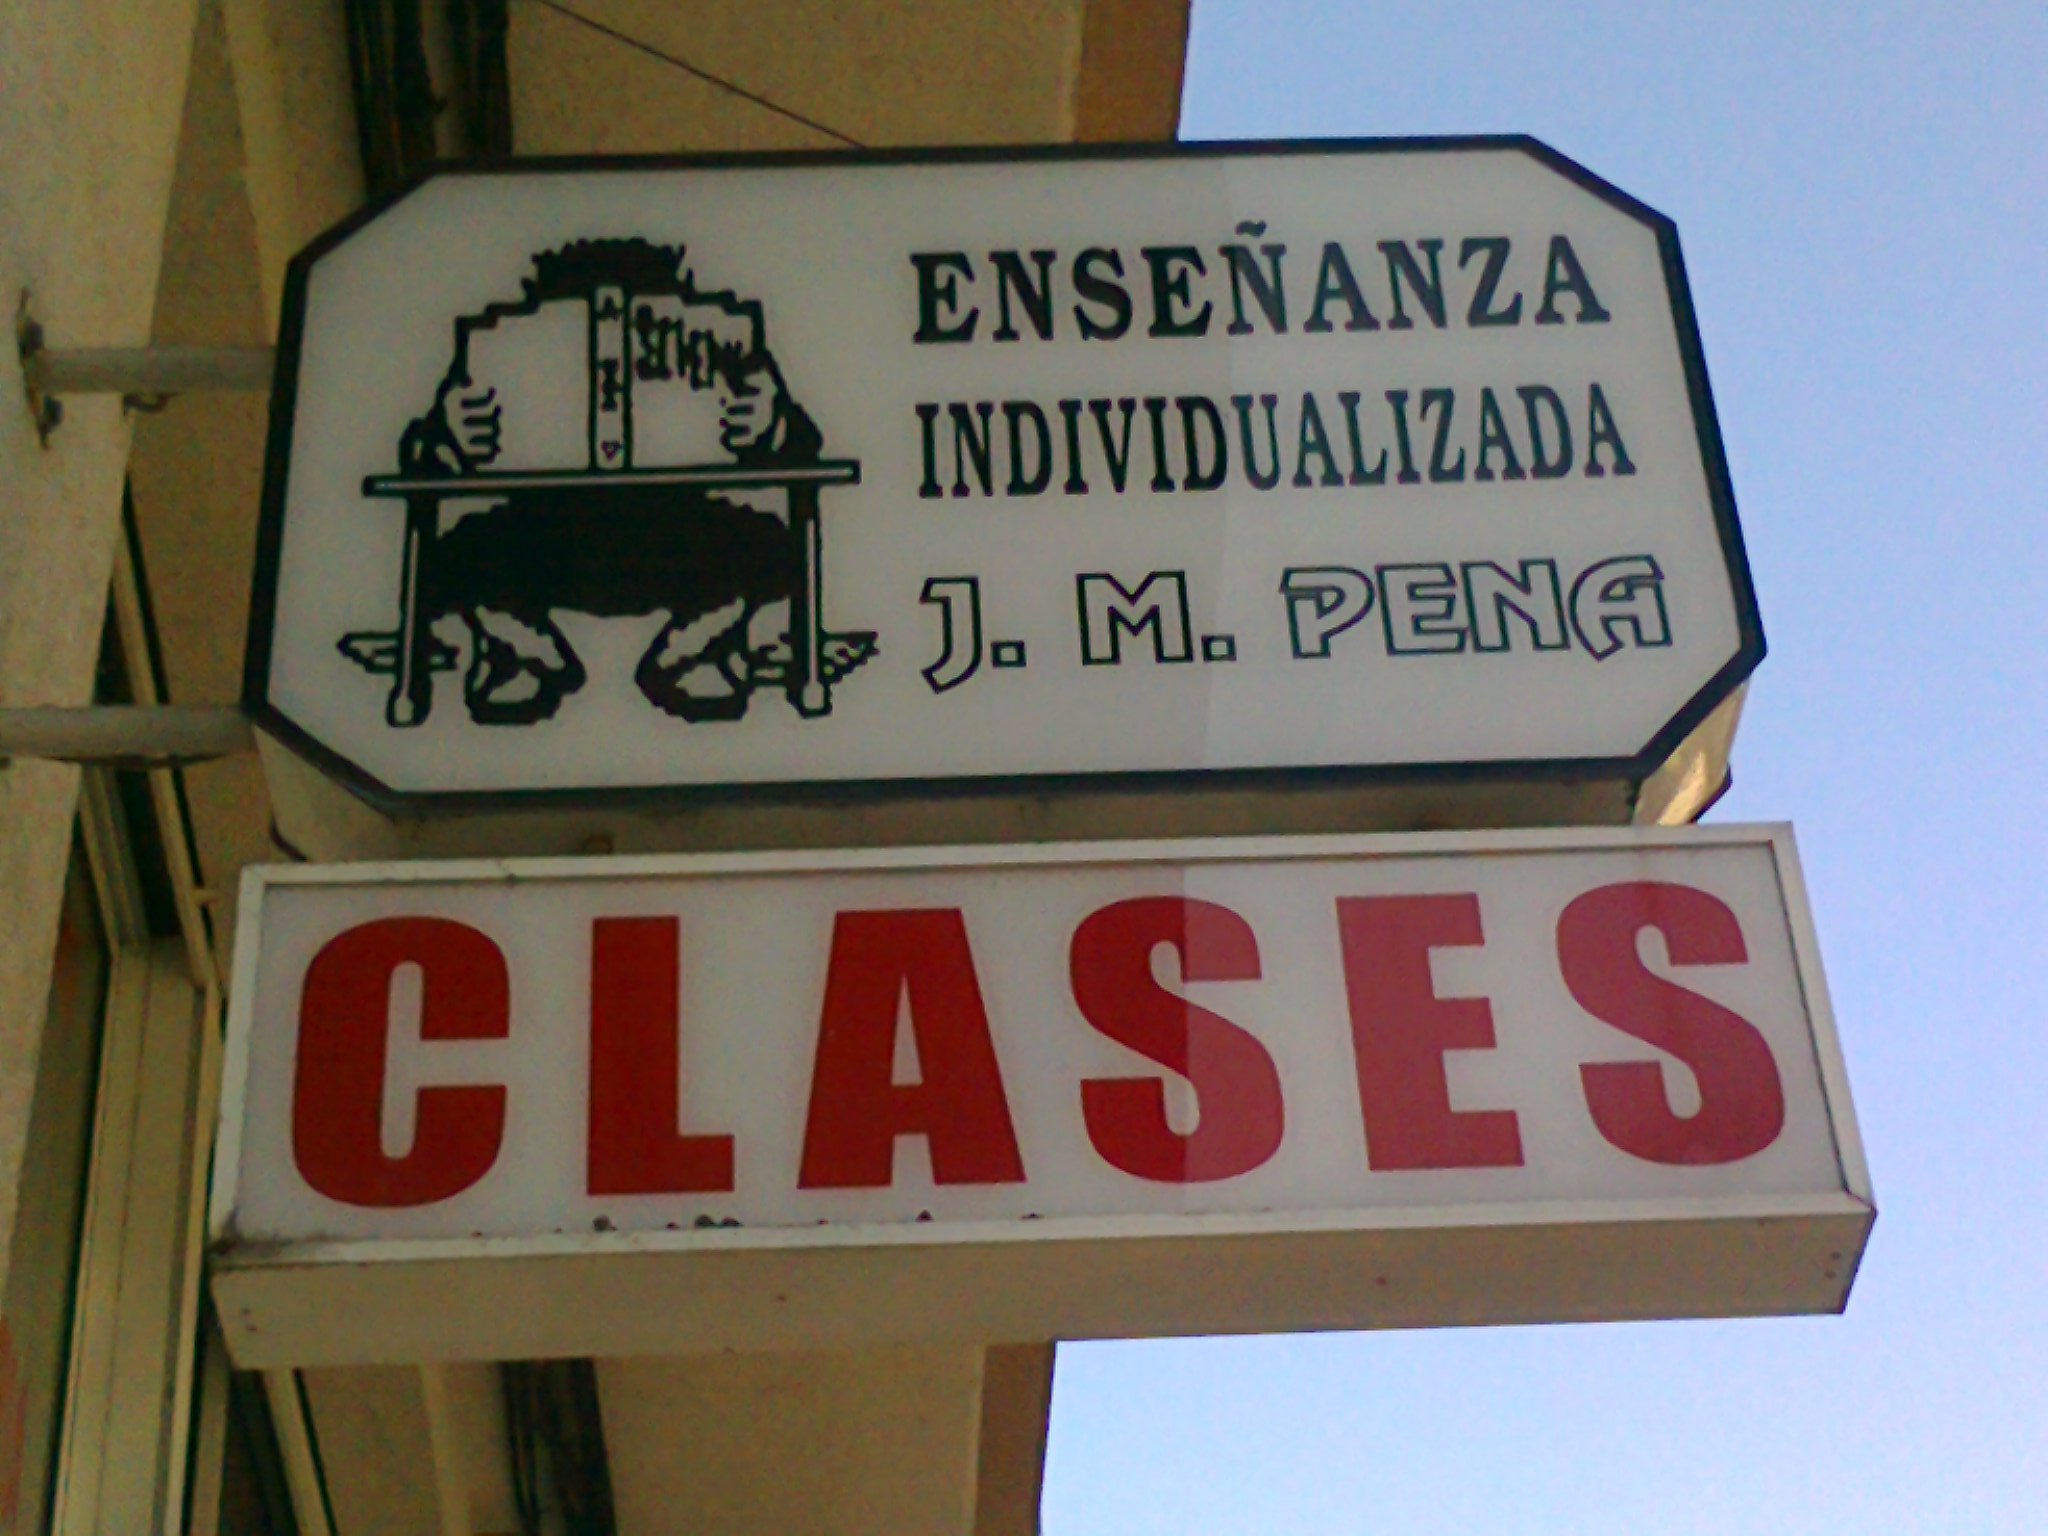 ENSEÑANZA
INDIVIDUALIZADA
J. M. PENA
CLASES